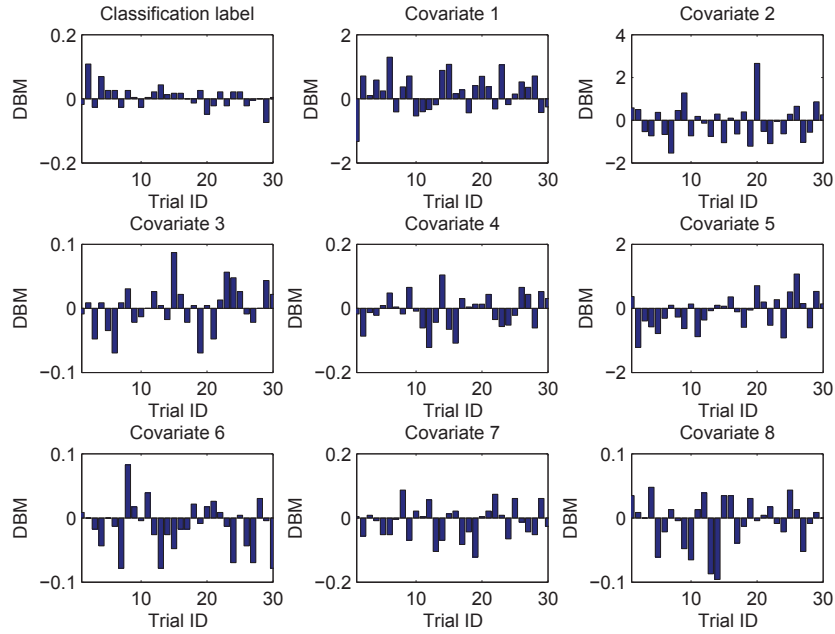 Classification label
0.2
0
−0.2
DBM
10 20 30
Trial ID
Covariate 1
2
0
−2
DBM
10 20 30
Trial ID
Covariate 2
4
2
0
−2
DBM
10 20 30
Trial ID
Covariate 3
0.1
0
−0.1
DBM
10 20 30
Trial ID
Covariate 4
0.2
0
−0.2
DBM
10 20 30
Trial ID
Covariate 5
2
0
−2
DBM
10 20 30
Trial ID
Covariate 6
0.1
0
−0.1
DBM
10 20 30
Trial ID
Covariate 7
0.2
0
−0.2
DBM
10 20 30
Trial ID
Covariate 8
0.1
0
−0.1
DBM
10 20 30
Trial ID